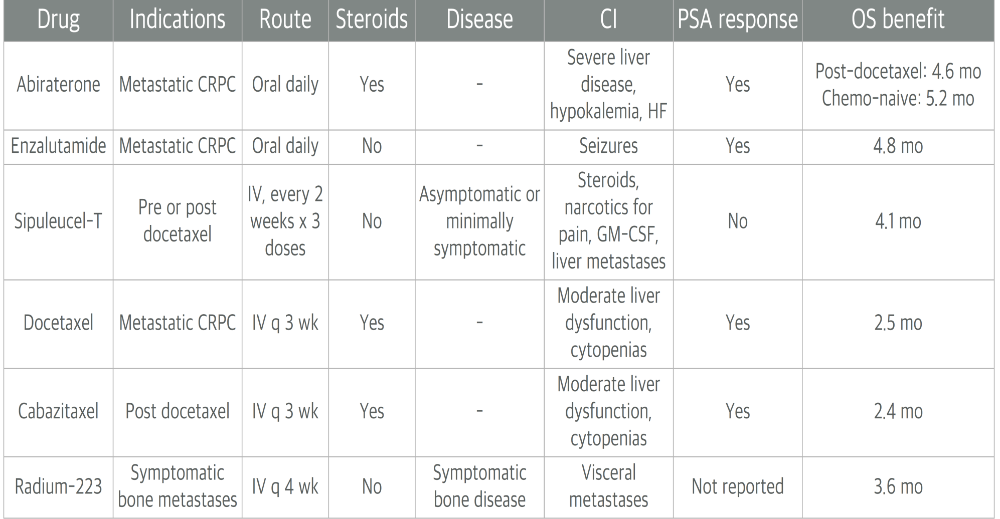 Drug Indications Route Steroids Disease CI PSA response OS benefit
Abiraterone
Metastatic CRPC
Oral daily
Yes
-
Severe liver
disease,
hypokalemia, HF
Yes
Post-docetaxel: 4.6 mo
Chemo-naive: 5.2 mo
Enzalutamide
Metastatic CRPC
Oral daily
No
-
Seizures
Yes
4.8 mo
Sipuleucel-T
Pre or post
docetaxel
IV, every 2
weeks x 3
doses
No
Asymptomatic or
minimally
symptomatic
Steroids,
narcotics for
pain, GM-CSF,
liver metastases
No
4.1 mo
Docetaxel
Metastatic CRPC
IV q 3 wk
Yes
-
Moderate liver
dysfunction,
cytopenias
Yes
2.5 mo
Cabazitaxel
Post docetaxel
IV q 3 wk
Yes
-
Moderate liver
dysfunction,
cytopenias
Yes
2.4 mo
Radium-223
Symptomatic
bone metastases
IV q 4 wk
No
Symptomatic
bone disease
Visceral
metastases
Not reported
3.6 mo